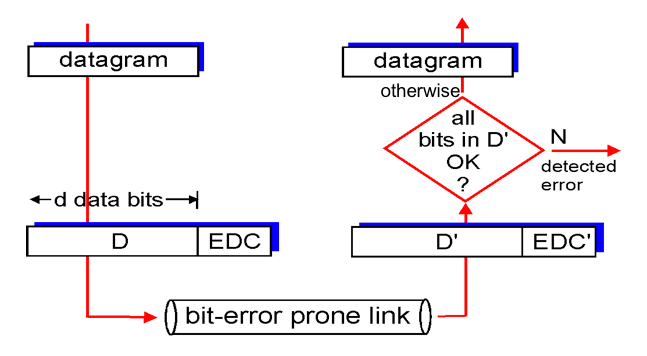 datagram
datagram
otherwise
all
bits in D'
OK
?
N
detected
error
d data bits
D
EDC
D'
EDC'
bit-error prone link